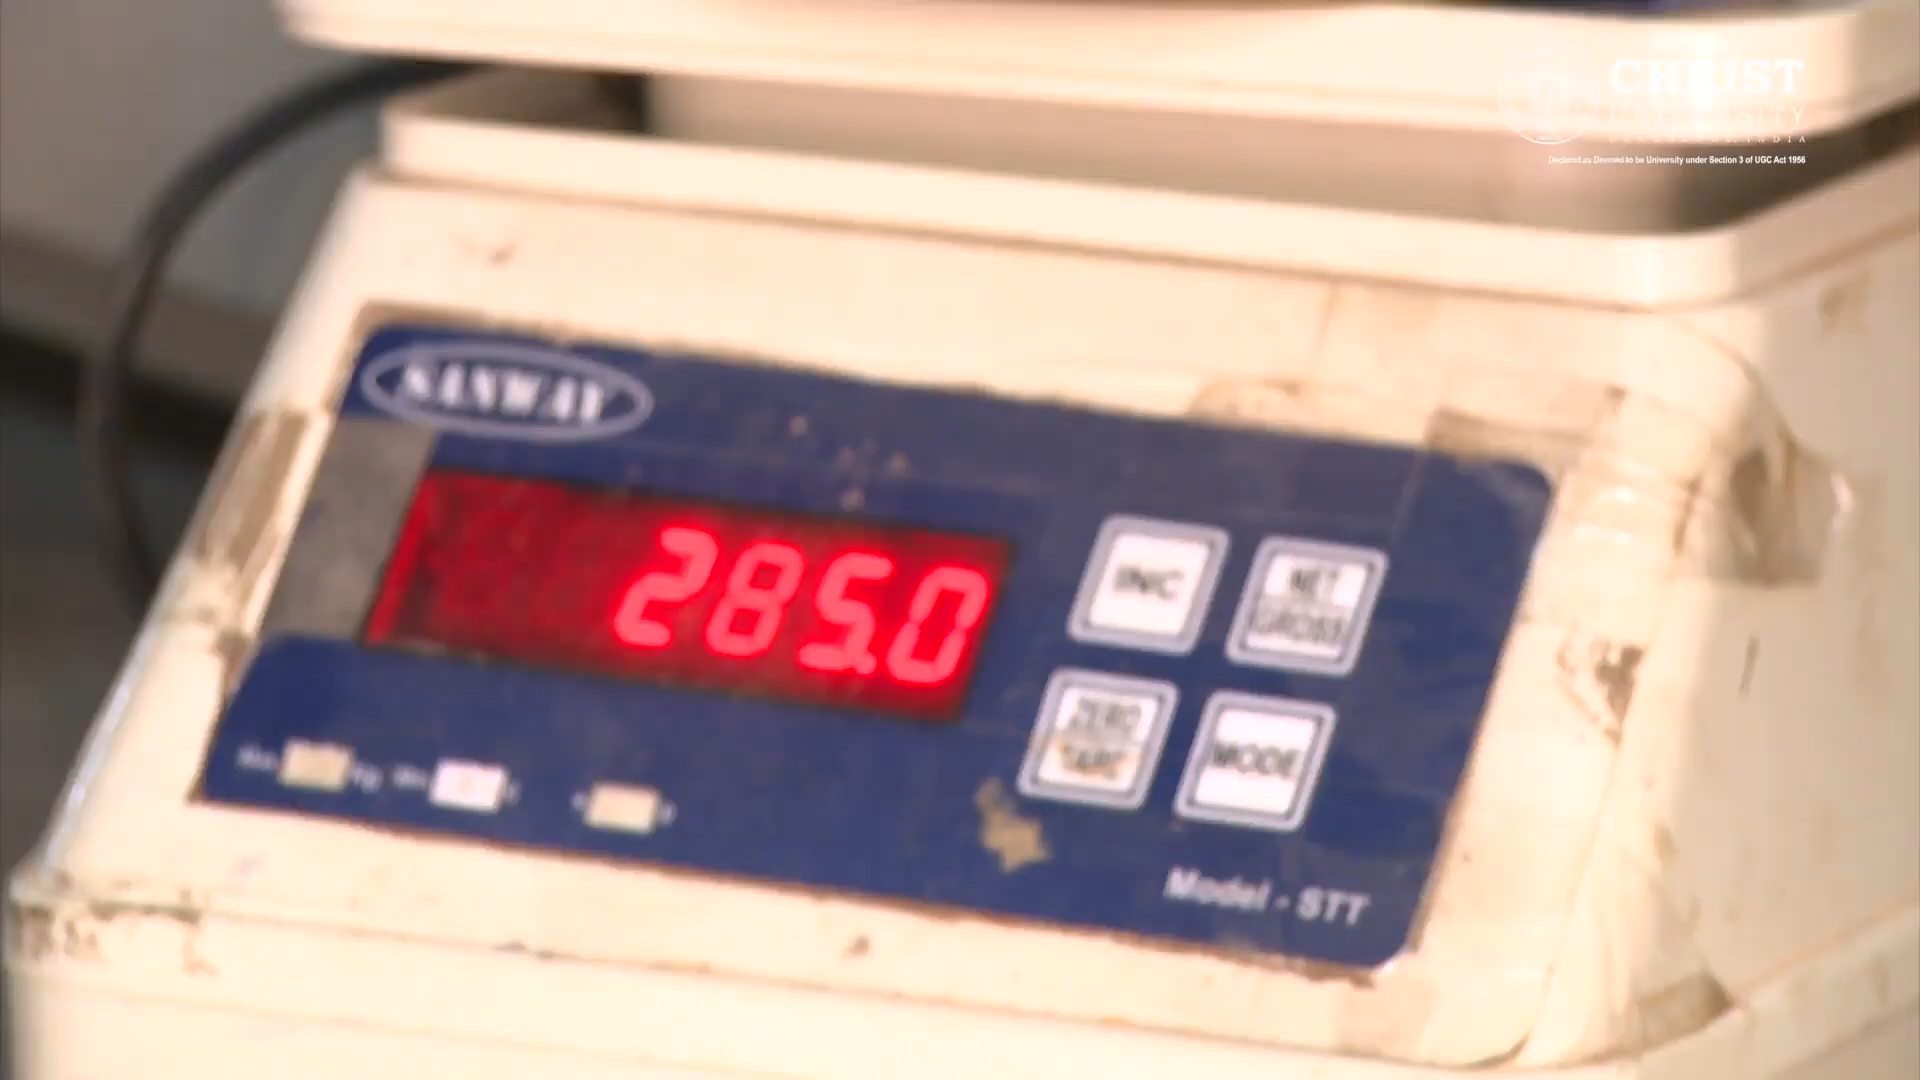 CHRIST
UNIVERSITY
Declared as Deemed to be University under Section 3 of UGC Act 1956
SANWAY
285.0
INC
NET
GROSS
ZERO
TARE
MODE
Model - STT